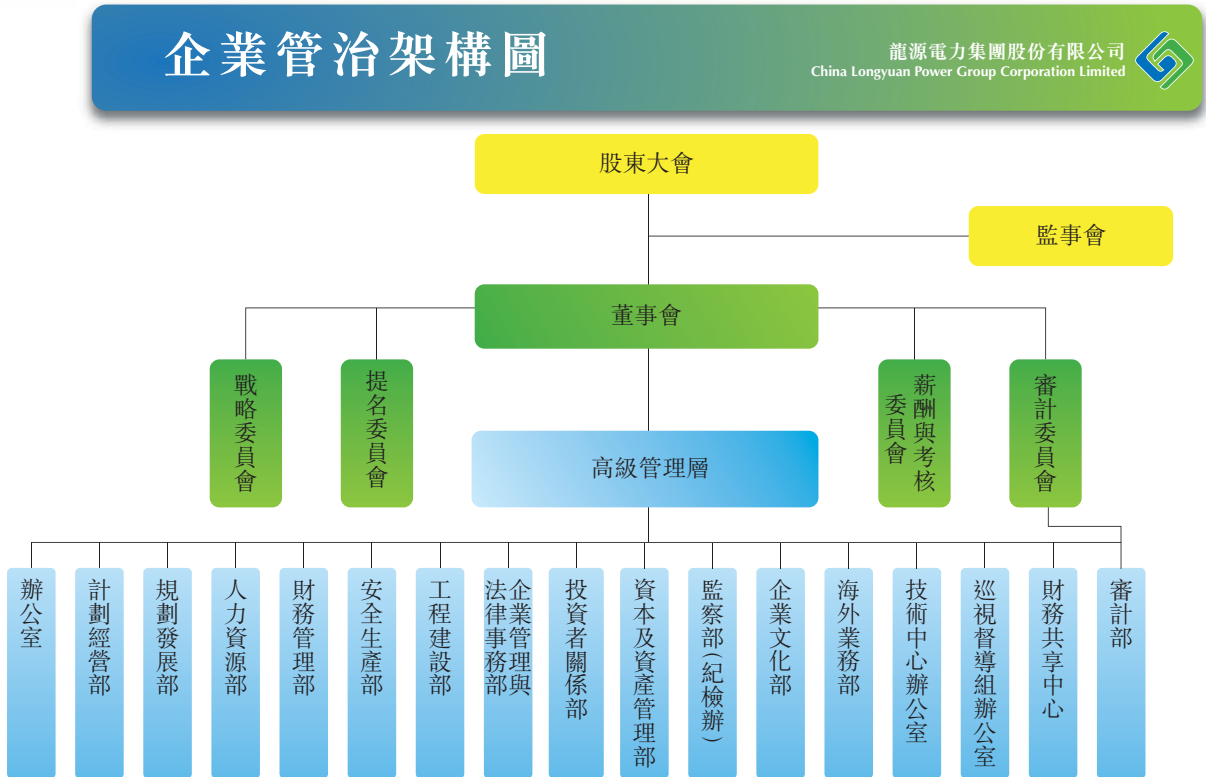 企業管治架構圖
龍源電力集團股份有限公司
China Longyuan Power Group Corporation Limited
股東大會
監事會
董事會
戰略委員會
提名委員會
薪酬與考核
委員會
審計委員會
高級管理層
辦公室
計劃經營部
規劃發展部
人力資源部
財務管理部
安全生產部
工程建設部
企業管理與
法律事務部
投資者關係部
資本及資產管理部
監察部(紀檢辦)
企業文化部
海外業務部
技術中心辦公室
巡視督導組辦公室
財務共享中心
審計部